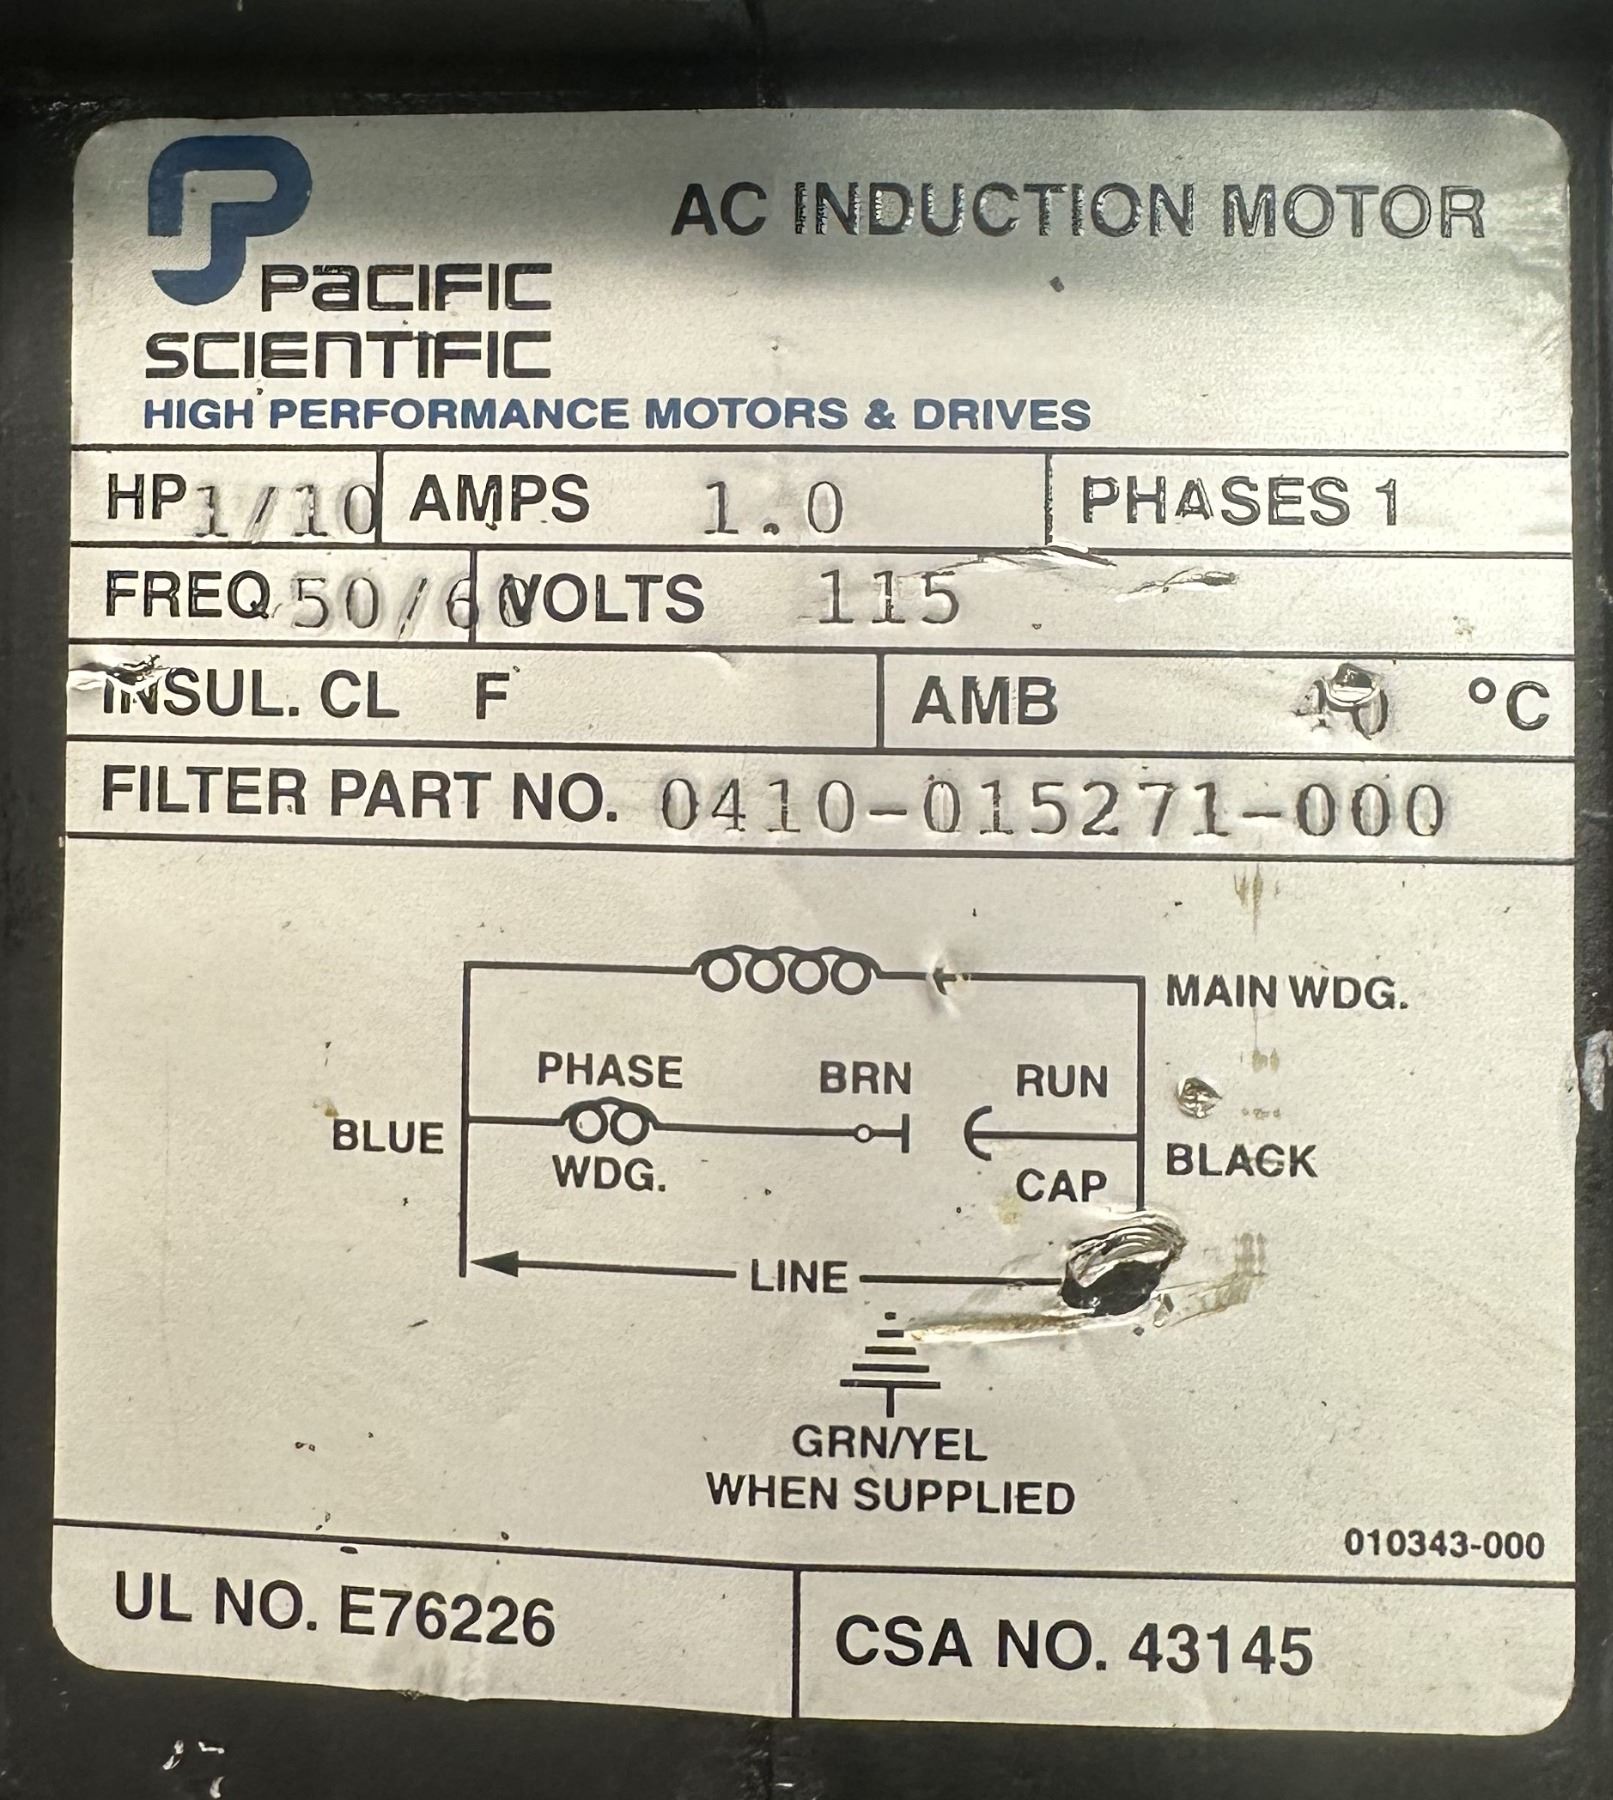 AC INDUCTION MOTOR
PACIFIC
SCIENTIFIC
HIGH PERFORMANCE MOTORS & DRIVES
HP 1/10 AMPS 1.0 PHASES 1
FREQ 50/60 VOLTS 115
INSUL. CL F AMB °C
FILTER PART NO. 0410-015271-000
MAIN WDG.
PHASE BRN RUN
BLUE BLACK
WDG. CAP
LINE
GRN/YEL
WHEN SUPPLIED
010343-000
UL NO. E76226 CSA NO. 43145